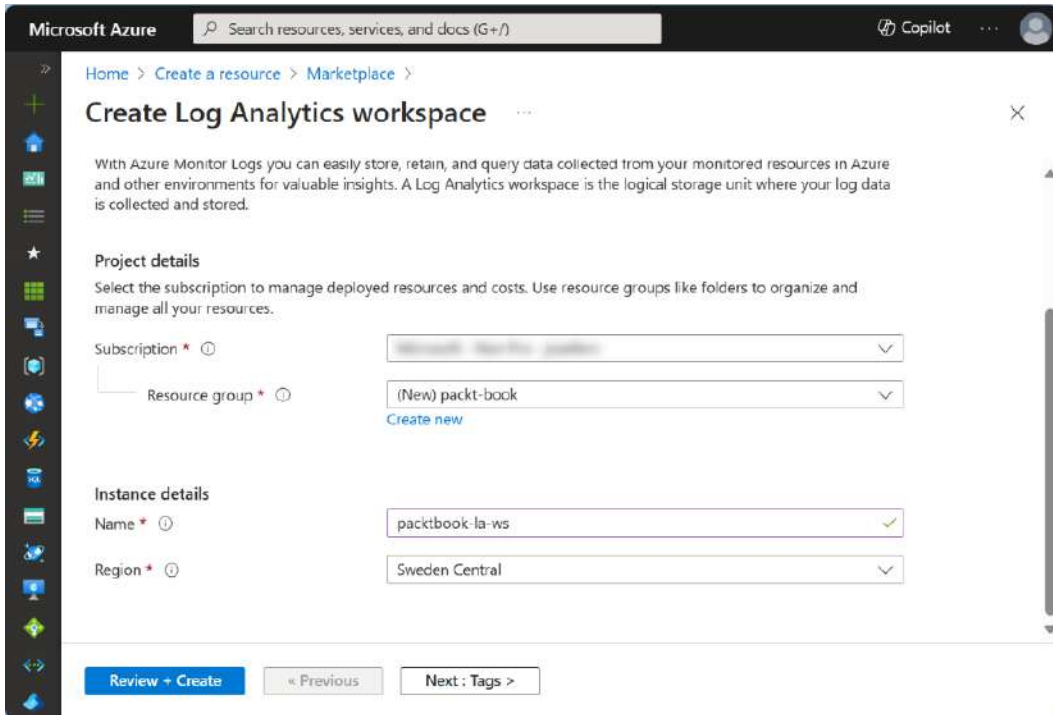 Microsoft Azure
Search resources, services, and docs (G+/)
Copilot
Home > Create a resource > Marketplace >
Create Log Analytics workspace
With Azure Monitor Logs you can easily store, retain, and query data collected from your monitored resources in Azure
and other environments for valuable insights. A Log Analytics workspace is the logical storage unit where your log data
is collected and stored.
Project details
Select the subscription to manage deployed resources and costs. Use resource groups like folders to organize and
manage all your resources.
Subscription *
Resource group *
(New) packt-book
Create new
Instance details
Name *
packtbook-la-ws
Region *
Sweden Central
Review + Create
« Previous
Next : Tags >